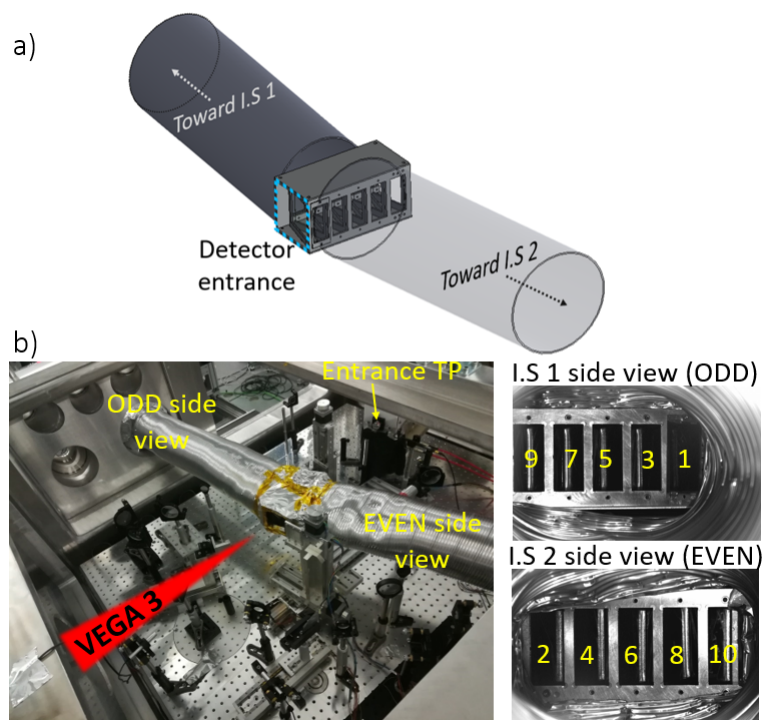 a)
Toward I.S 1
Detector
entrance
Toward I.S 2
b)
Entrance TP
ODD side
view
EVEN side
view
VEGA 3
I.S 1 side view (ODD)
9 7 5 3 1
I.S 2 side view (EVEN)
2 4 6 8 10